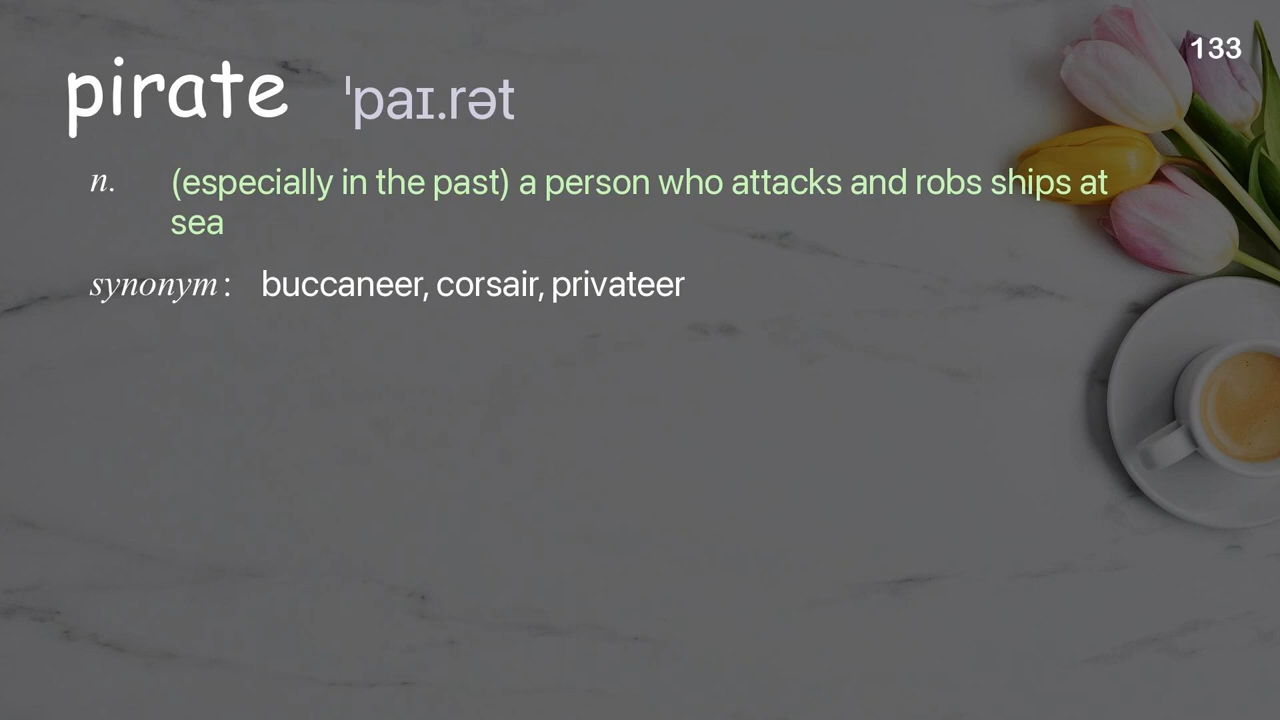 133
pirate ˈpaɪ.rət
n. (especially in the past) a person who attacks and robs ships at
sea
synonym: buccaneer, corsair, privateer